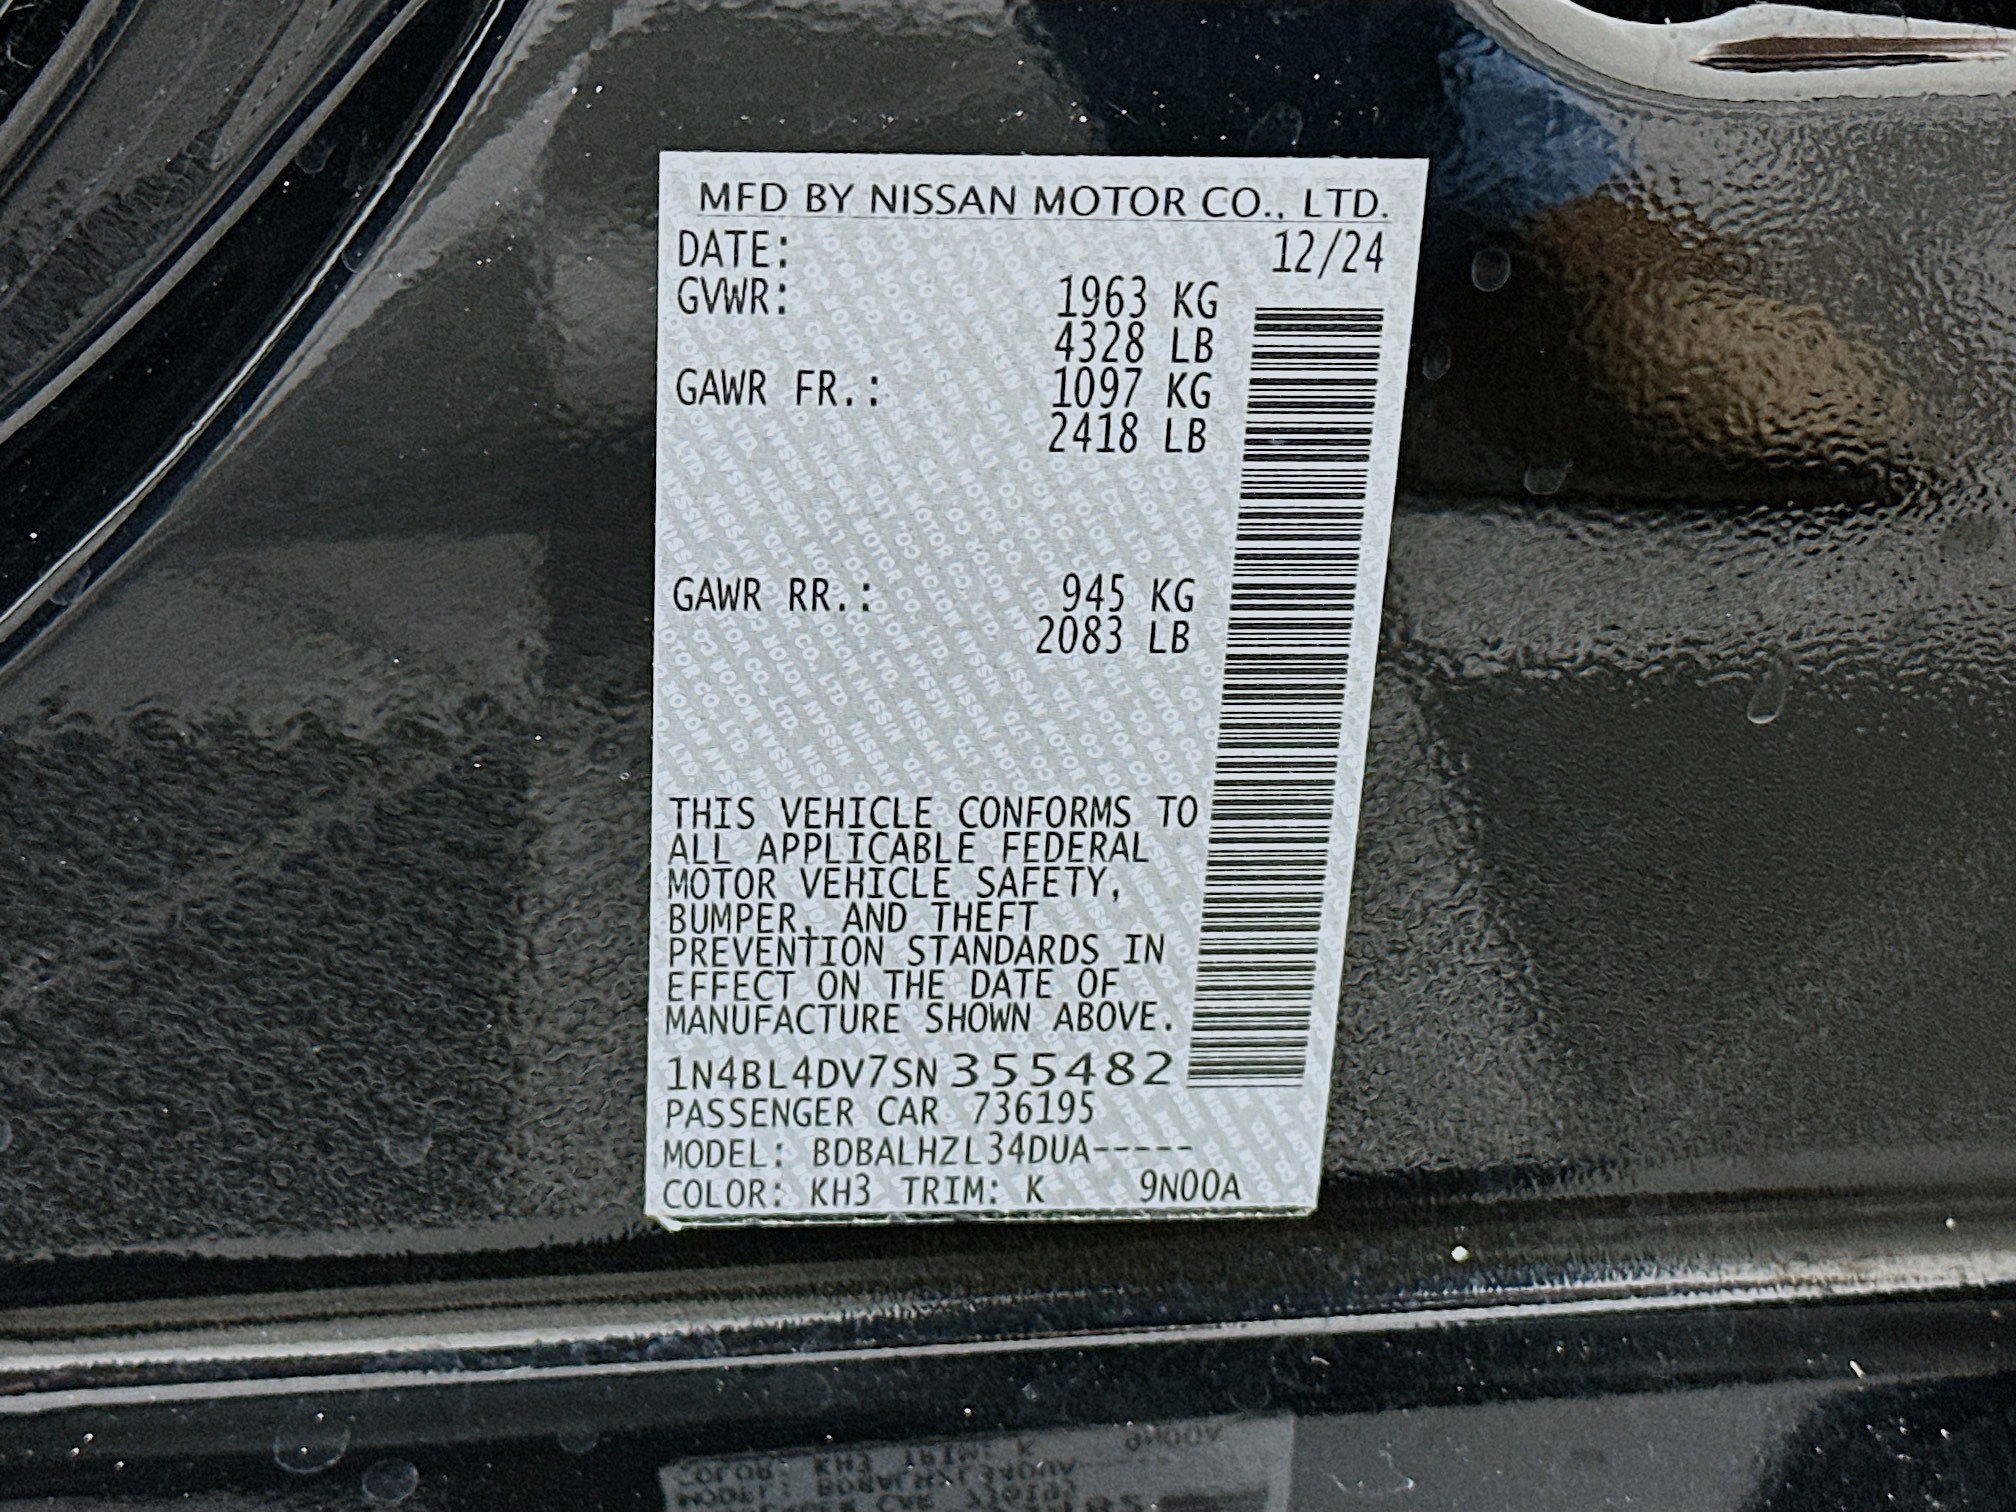 MFD BY NISSAN MOTOR CO., LTD.
DATE: 12/24
GVWR: 1963 KG
4328 LB
GAWR FR.: 1097 KG
2418 LB
GAWR RR.: 945 KG
2083 LB
THIS VEHICLE CONFORMS TO
ALL APPLICABLE FEDERAL
MOTOR VEHICLE SAFETY,
BUMPER, AND THEFT
PREVENTION STANDARDS IN
EFFECT ON THE DATE OF
MANUFACTURE SHOWN ABOVE.
1N4BL4DV7SN355482
PASSENGER CAR 736195
MODEL: BDBALHZL34DUA-----
COLOR: KH3 TRIM: K 9N00A